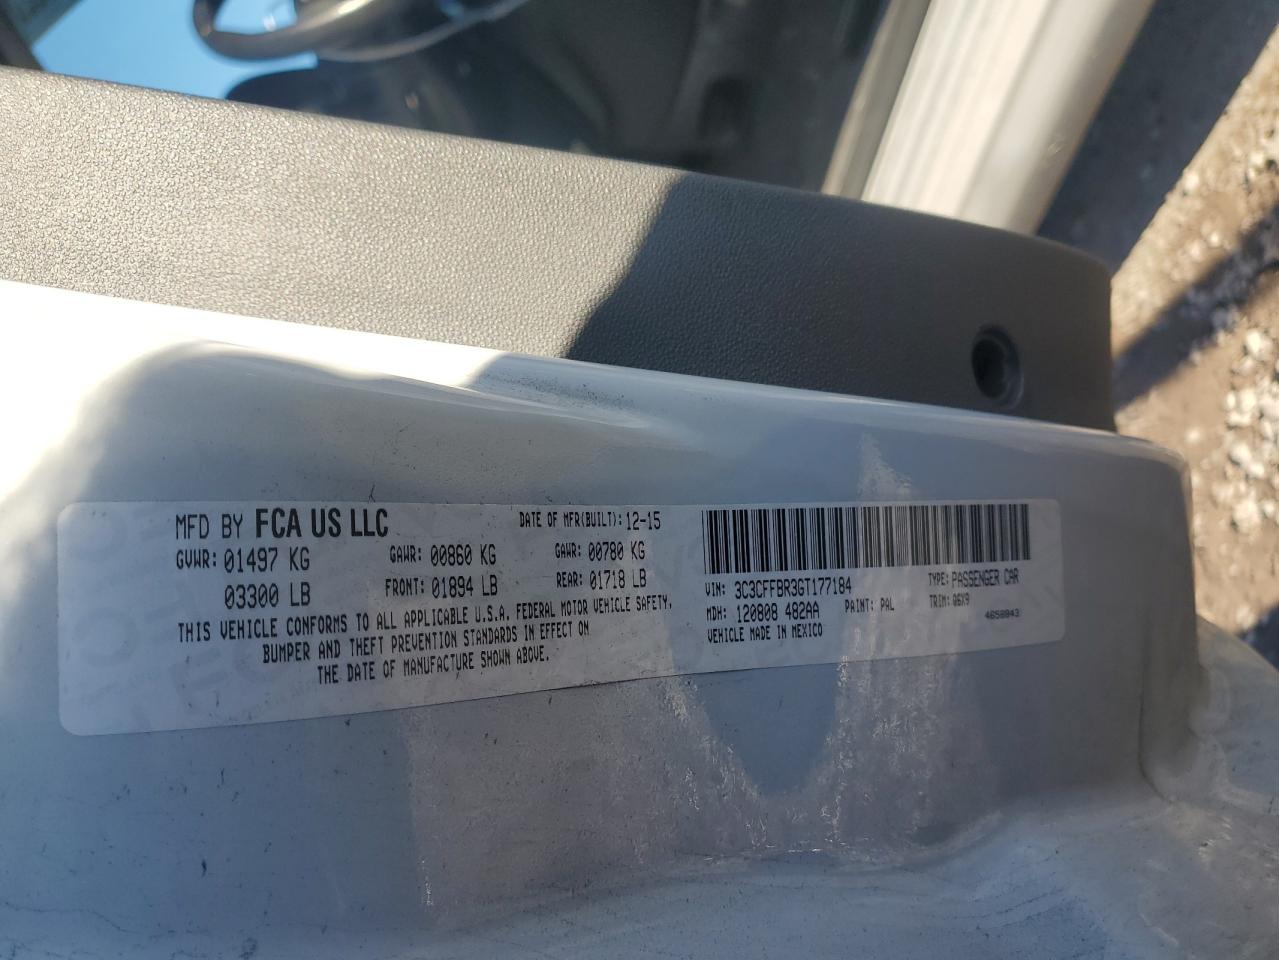 MFD BY FCA US LLC DATE OF MFR(BUILT): 12-15
GVWR: 01497 KG GAWR: 00860 KG GAWR: 00780 KG
03300 LB FRONT: 01894 LB REAR: 01718 LB
THIS VEHICLE CONFORMS TO ALL APPLICABLE U.S.A. FEDERAL MOTOR VEHICLE SAFETY,
BUMPER AND THEFT PREVENTION STANDARDS IN EFFECT ON
THE DATE OF MANUFACTURE SHOWN ABOVE.
VIN: 3C3CFFBR3GT177184 TYPE: PASSENGER CAR
MDH: 120808 482AA PAINT: PAL TRIM: Q6X9
VEHICLE MADE IN MEXICO 4658843